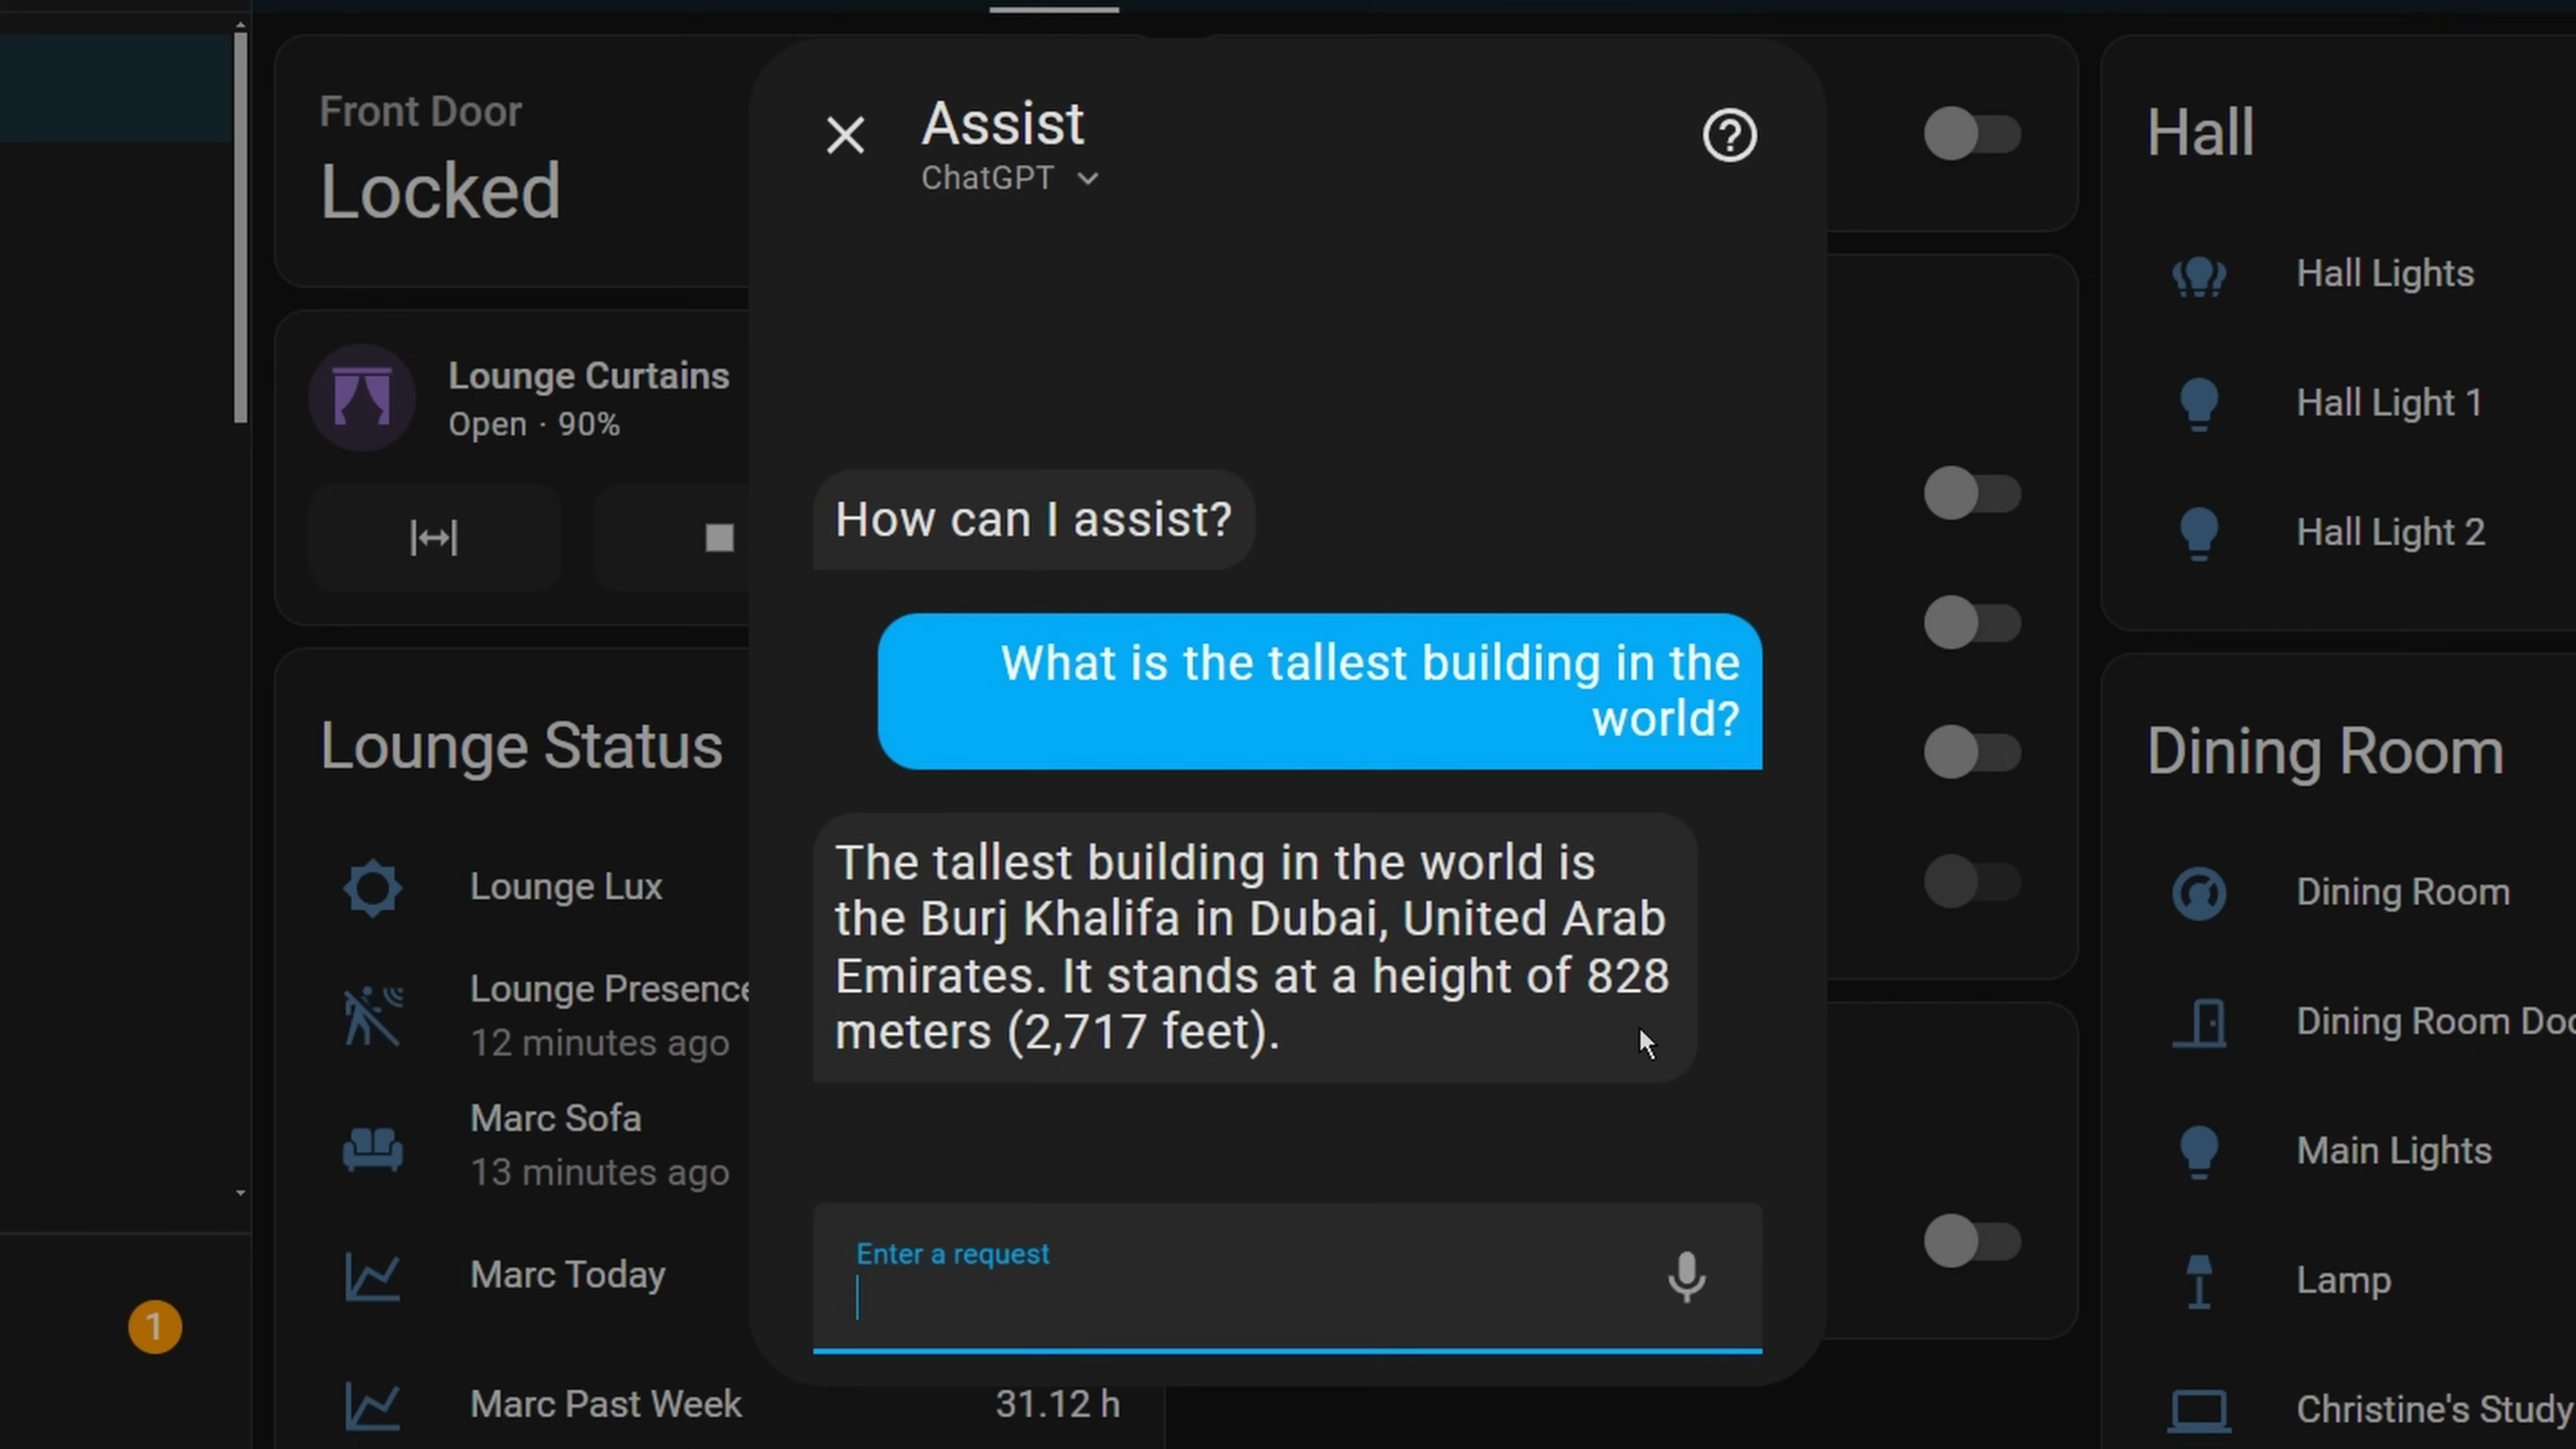 Front Door
Locked
Lounge Curtains
Open · 90%
Lounge Status
Lounge Lux
Lounge Presence
12 minutes ago
Marc Sofa
13 minutes ago
Marc Today
Marc Past Week
31.12 h
1
Assist
ChatGPT
How can I assist?
What is the tallest building in the
world?
The tallest building in the world is
the Burj Khalifa in Dubai, United Arab
Emirates. It stands at a height of 828
meters (2,717 feet).
Enter a request
Hall
Hall Lights
Hall Light 1
Hall Light 2
Dining Room
Dining Room
Dining Room Doo
Main Lights
Lamp
Christine's Study